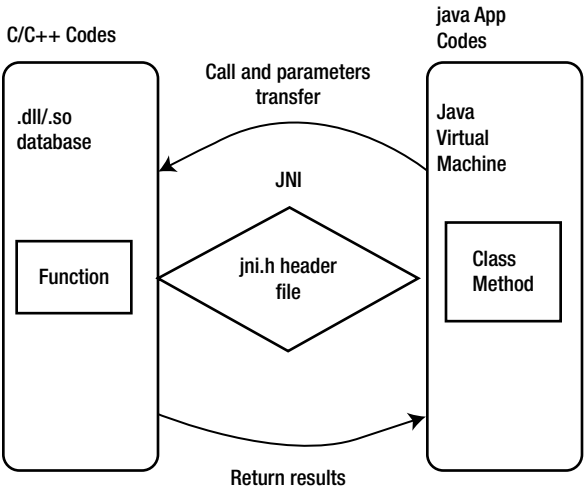 C/C++ Codes
java App
Codes
Call and parameters
transfer
.dll/.so
database
Java
Virtual
Machine
JNI
Function
jni.h header
file
Class
Method
Return results